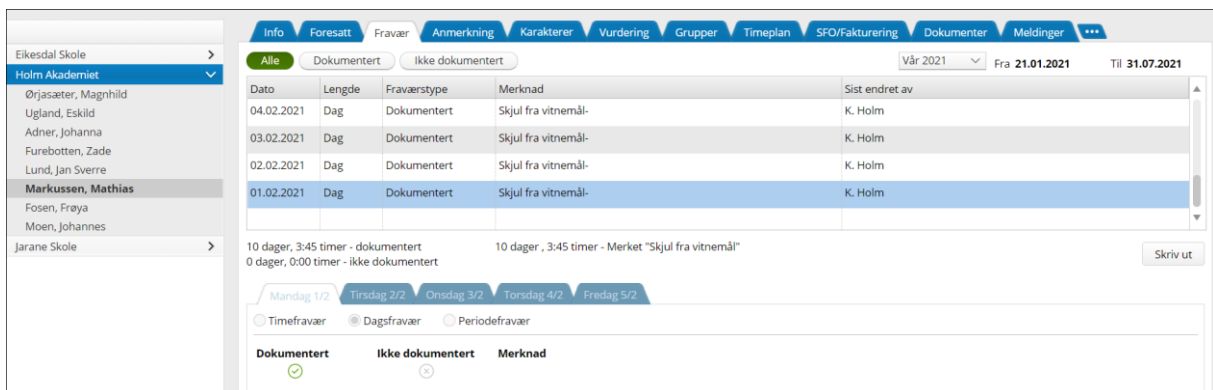 Info Foresatt Fravær Anmerkning Karakterer Vurdering Grupper Timeplan SFO/Fakturering Dokumenter Meldinger •••
Eikesdal Skole
Holm Akademiet
Ørjasæter, Magnhild
Ugland, Eskild
Adner, Johanna
Furebotten, Zade
Lund, Jan Sverre
Markussen, Mathias
Fosen, Frøya
Moen, Johannes
Jarane Skole
Alle Dokumentert Ikke dokumentert Vår 2021 Fra 21.01.2021 Til 31.07.2021
Dato Lengde Fraværstype Merknad Sist endret av
04.02.2021 Dag Dokumentert Skjul fra vitnemål- K. Holm
03.02.2021 Dag Dokumentert Skjul fra vitnemål- K. Holm
02.02.2021 Dag Dokumentert Skjul fra vitnemål- K. Holm
01.02.2021 Dag Dokumentert Skjul fra vitnemål- K. Holm
10 dager, 3:45 timer - dokumentert 10 dager , 3:45 timer - Merket "Skjul fra vitnemål"
0 dager, 0:00 timer - ikke dokumentert
Skriv ut
Mandag 1/2 Tirsdag 2/2 Onsdag 3/2 Torsdag 4/2 Fredag 5/2
Timefravær Dagsfravær Periodefravær
Dokumentert Ikke dokumentert Merknad